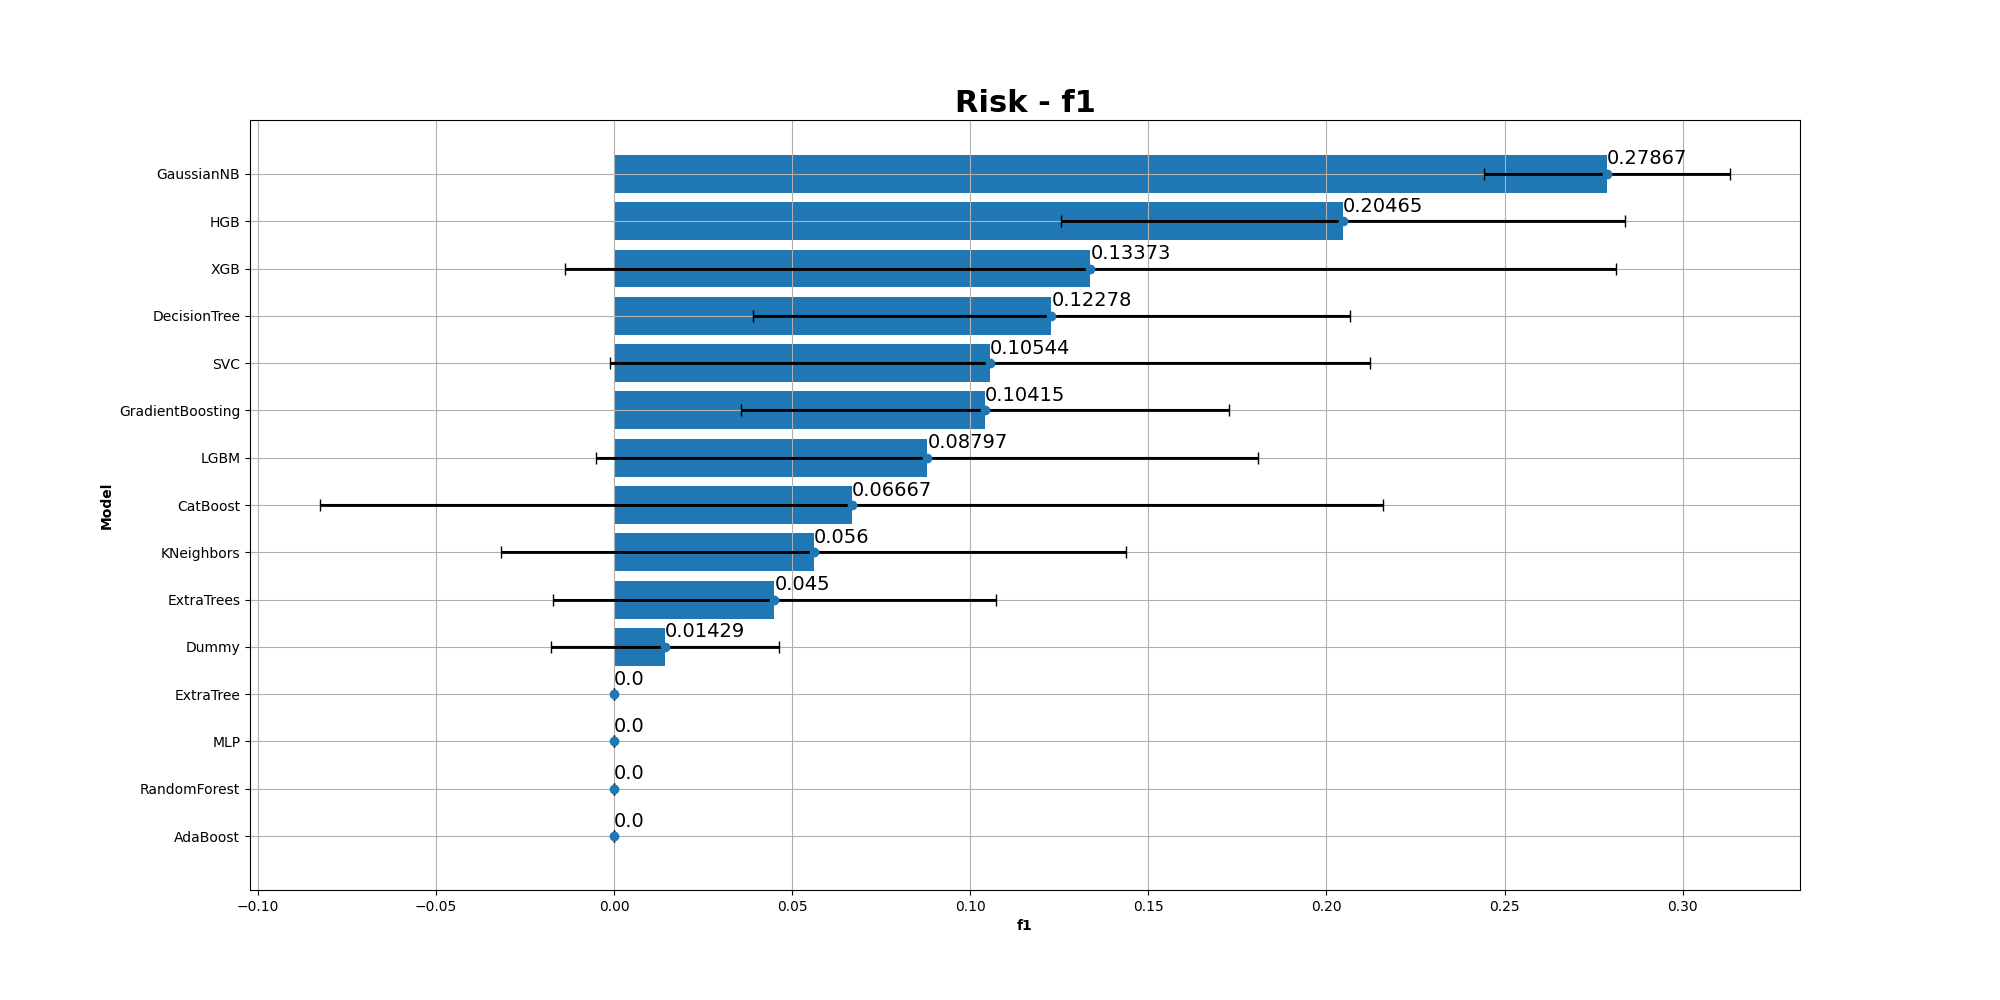 Risk - f1
GaussianNB
0.27867
HGB
0.20465
XGB
0.13373
DecisionTree
0.12278
SVC
0.10544
GradientBoosting
0.10415
LGBM
0.08797
CatBoost
0.06667
KNeighbors
0.056
ExtraTrees
0.045
Dummy
0.01429
ExtraTree
0.0
MLP
0.0
RandomForest
0.0
AdaBoost
0.0
Model
−0.10 −0.05 0.00 0.05 0.10 0.15 0.20 0.25 0.30
f1